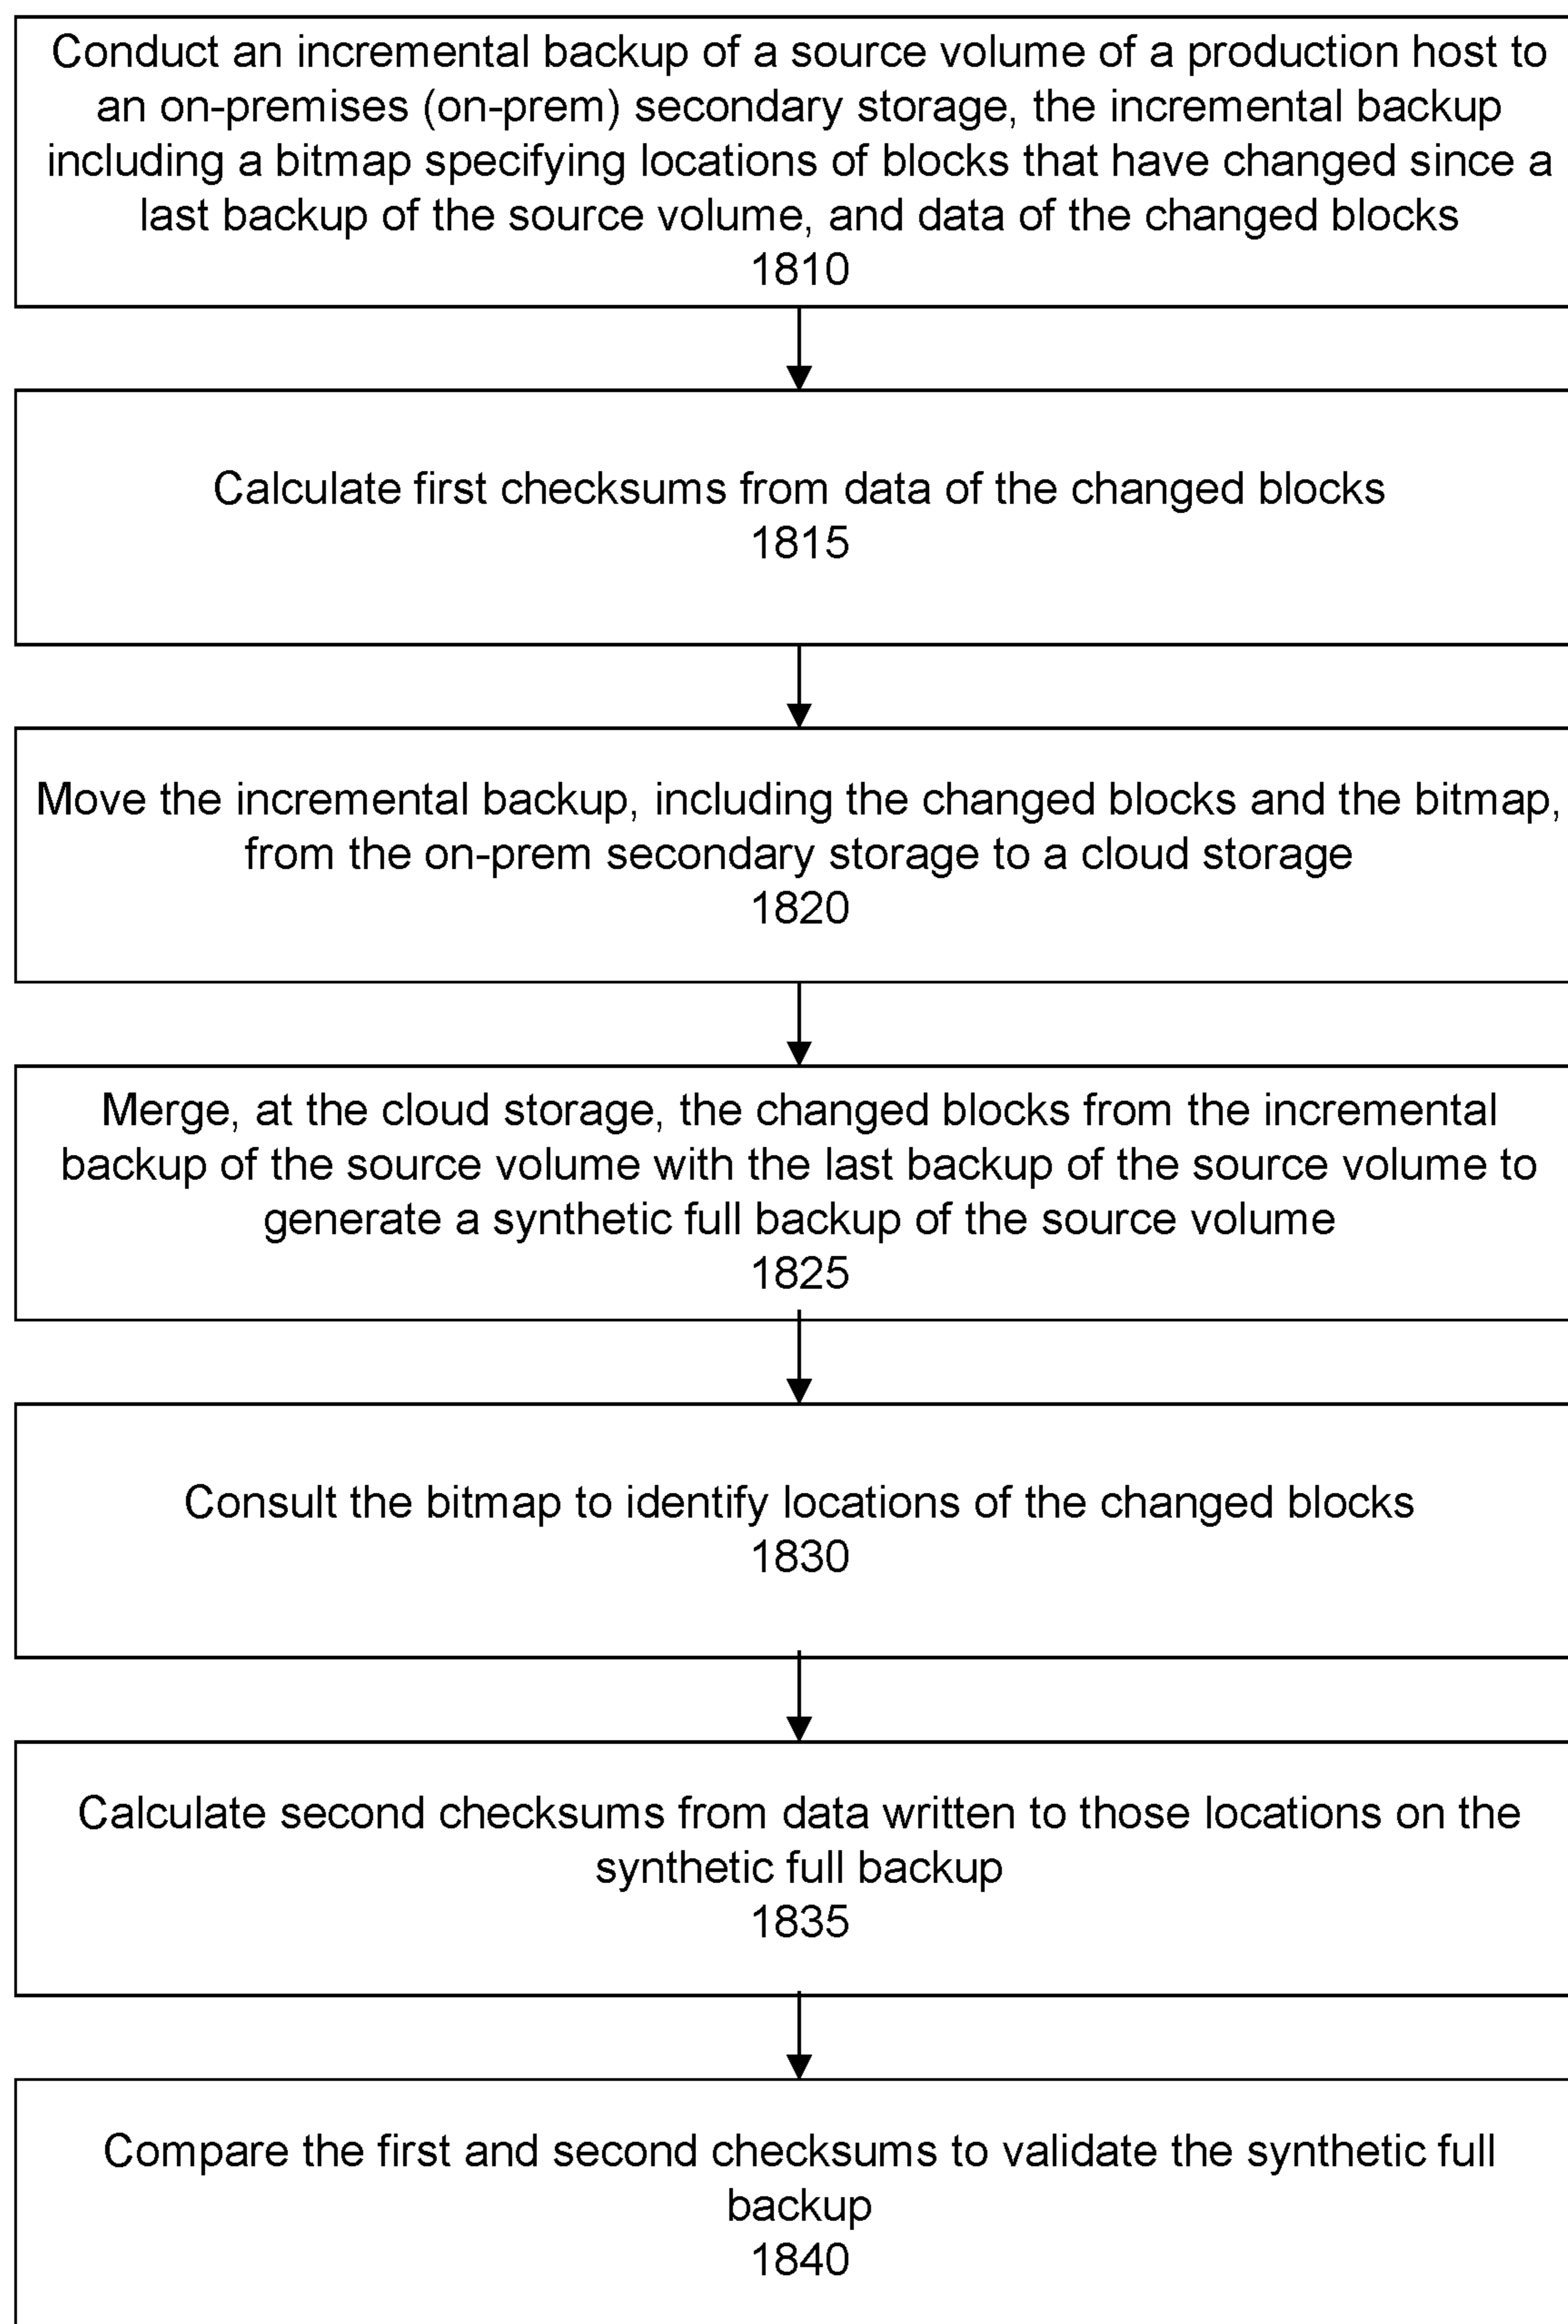 Conduct an incremental backup of a source volume of a production host to
an on-premises (on-prem) secondary storage, the incremental backup
including a bitmap specifying locations of blocks that have changed since a
last backup of the source volume, and data of the changed blocks
1810
Calculate first checksums from data of the changed blocks
1815
Move the incremental backup, including the changed blocks and the bitmap,
from the on-prem secondary storage to a cloud storage
1820
Merge, at the cloud storage, the changed blocks from the incremental
backup of the source volume with the last backup of the source volume to
generate a synthetic full backup of the source volume
1825
Consult the bitmap to identify locations of the changed blocks
1830
Calculate second checksums from data written to those locations on the
synthetic full backup
1835
Compare the first and second checksums to validate the synthetic full
backup
1840